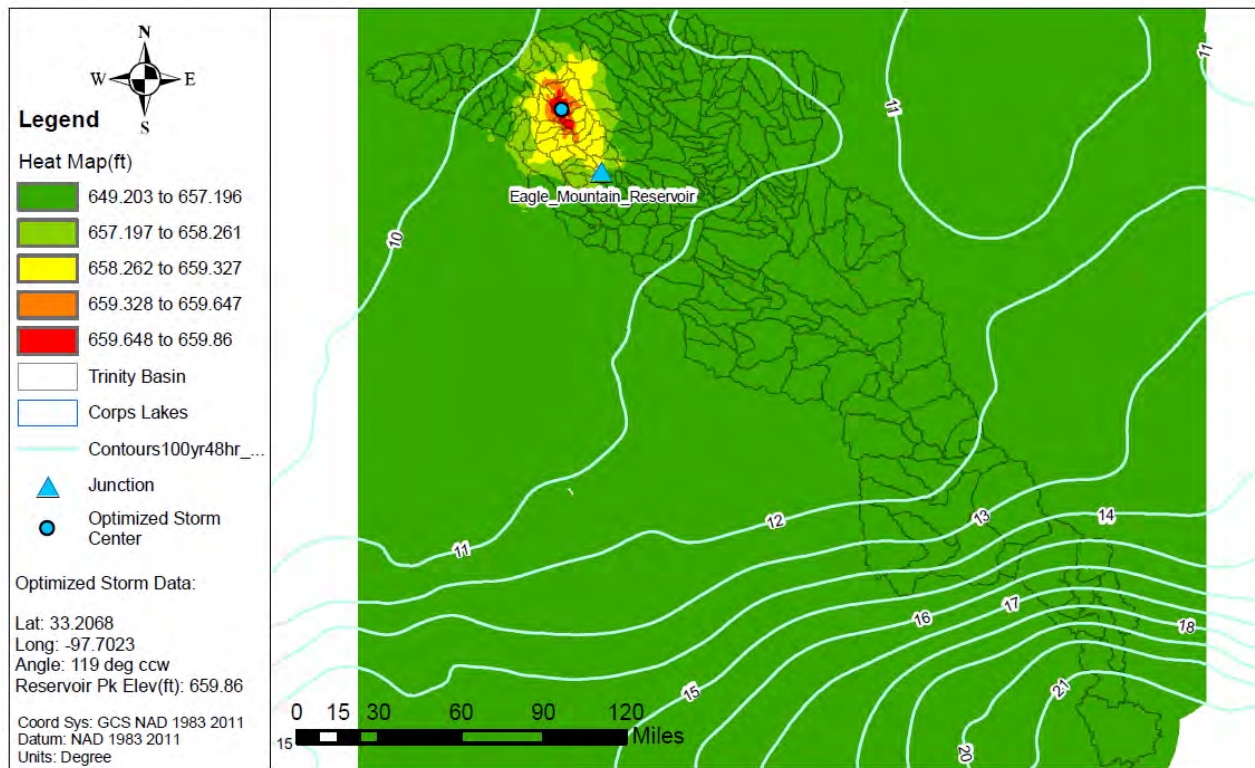 N
W
E
S
Legend
Heat Map(ft)
649.203 to 657.196
657.197 to 658.261
658.262 to 659.327
659.328 to 659.647
659.648 to 659.86
Trinity Basin
Corps Lakes
Contours100yr48hr_...
Junction
Optimized Storm
Center
Optimized Storm Data:
Lat: 33.2068
Long: -97.7023
Angle: 119 deg ccw
Reservoir Pk Elev(ft): 659.86
Coord Sys: GCS NAD 1983 2011
Datum: NAD 1983 2011
Units: Degree
11
11
Eagle_Mountain_Reservoir
10
12
13
14
11
16
17
18
15
21
20
0 15 30 60 90 120
Miles
15